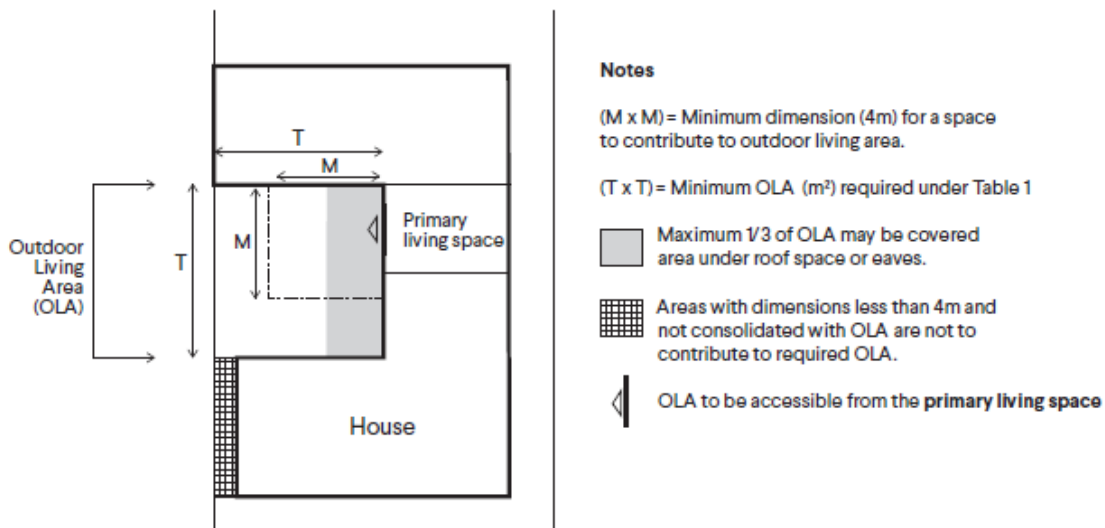 T
M
Outdoor
Living
Area
(OLA)
T
M
Primary
living space
House
Notes
(M x M) = Minimum dimension (4m) for a space
to contribute to outdoor living area.
(T x T) = Minimum OLA (m²) required under Table 1
Maximum 1/3 of OLA may be covered
area under roof space or eaves.
Areas with dimensions less than 4m and
not consolidated with OLA are not to
contribute to required OLA.
OLA to be accessible from the primary living space